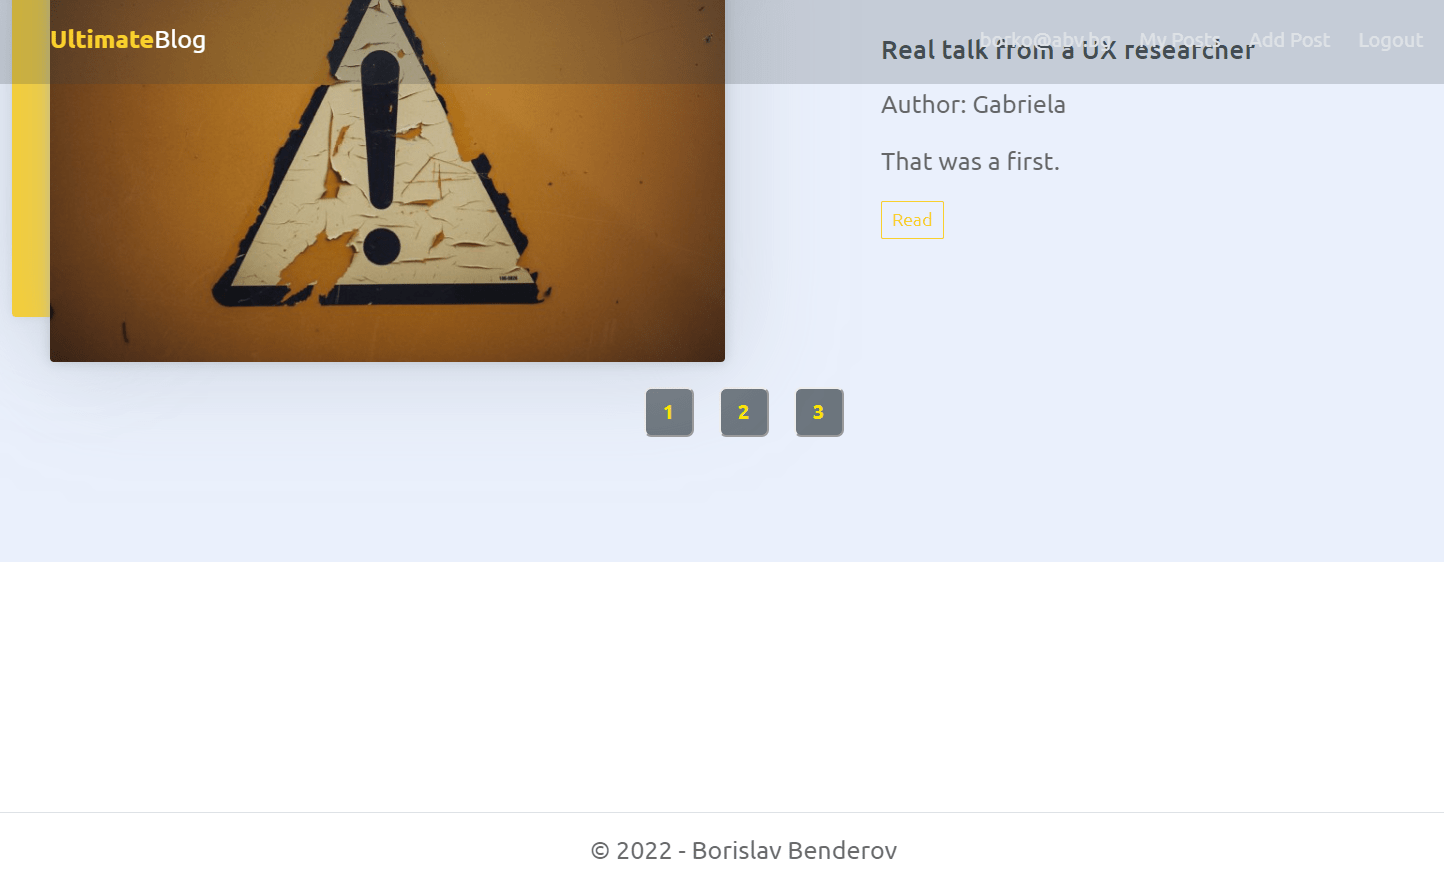 UltimateBlog
borko@abv.bg My Posts Add Post Logout
Real talk from a UX researcher
Author: Gabriela
That was a first.
Read
1 2 3
© 2022 - Borislav Benderov